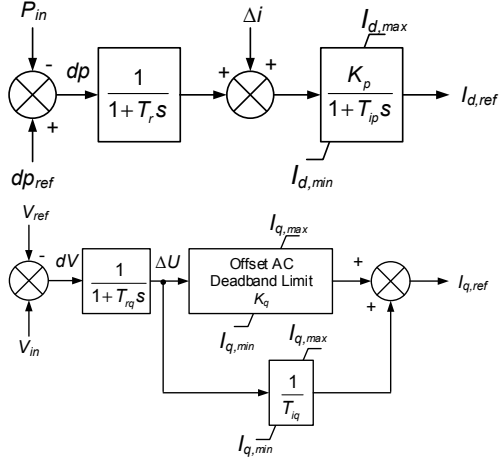 P_in
I_d,max
Δi
- dp + +
1 / 1+T_r s
K_p / 1+T_ip s
I_d,ref
+
dp_ref
I_d,min
V_ref
I_q,max
- dV
1 / 1+T_rq s
ΔU
Offset AC
Deadband Limit
K_q
+
I_q,ref
+
V_in
I_q,min
I_q,max
1 / T_iq
I_q,min